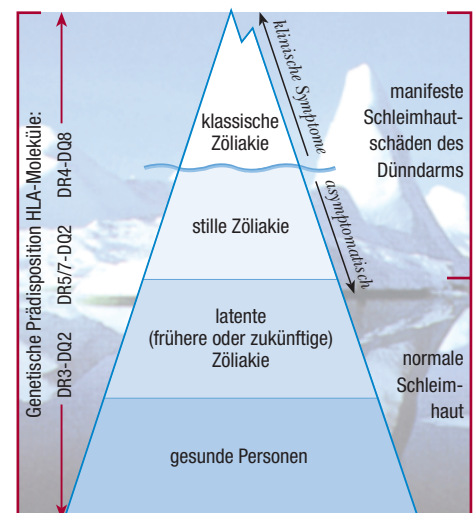 Genetische Prädisposition HLA-Moleküle:
DR3-DQ2 DR5/7-DQ2 DR4-DQ8
klassische
Zöliakie
stille Zöliakie
latente
(frühere oder zukünftige)
Zöliakie
gesunde Personen
klinische Symptome
asymptomatisch
manifeste
Schleimhaut-
schäden des
Dünndarms
normale
Schleim-
haut